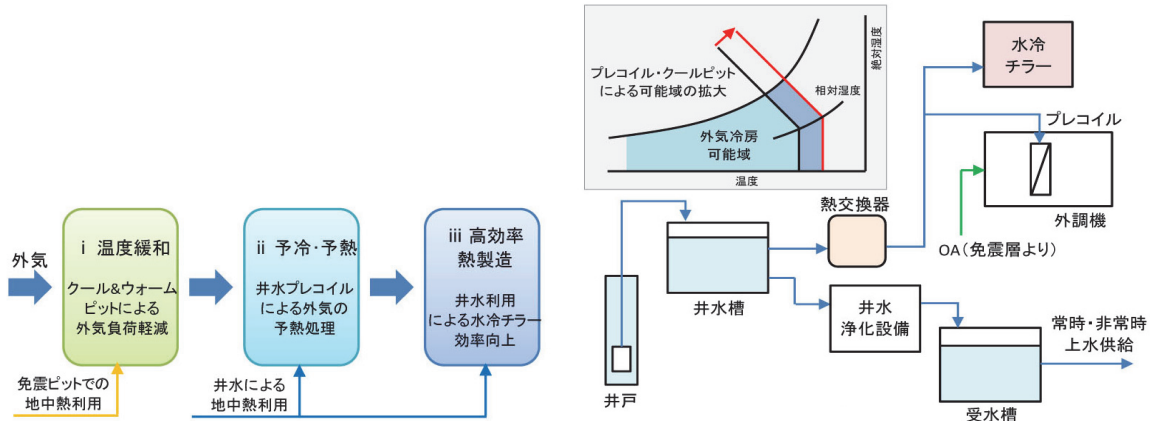 外気
i 温度緩和
クール&ウォーム
ピットによる
外気負荷軽減
ii 予冷・予熱
井水プレコイル
による外気の
予熱処理
iii 高効率
熱製造
井水利用
による水冷チラー
効率向上
免震ピットでの
地中熱利用
井水による
地中熱利用
プレコイル・クールピット
による可能域の拡大
外気冷房
可能域
相対湿度
絶対湿度
温度
水冷
チラー
プレコイル
外調機
OA(免震層より)
熱交換器
井水槽
井戸
井水
浄化設備
受水槽
常時・非常時
上水供給